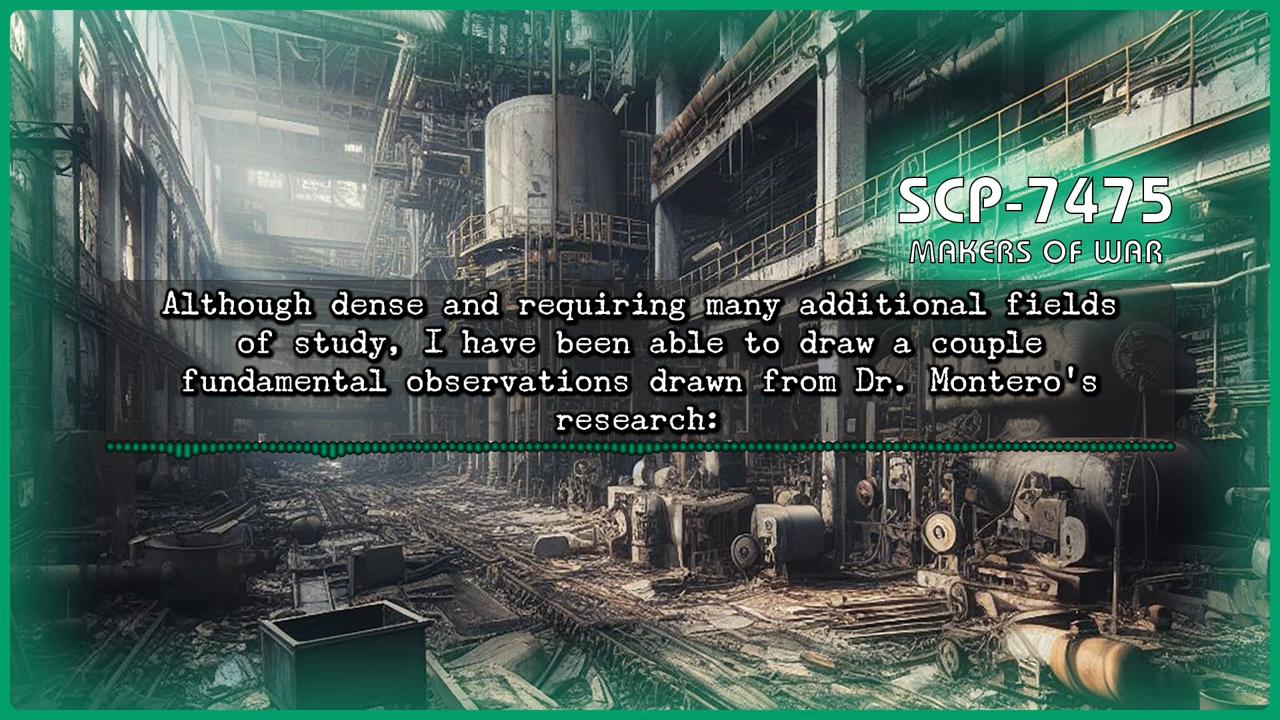 SCP-7475
MAKERS OF WAR
Although dense and requiring many additional fields
of study, I have been able to draw a couple
fundamental observations drawn from Dr. Montero's
research: